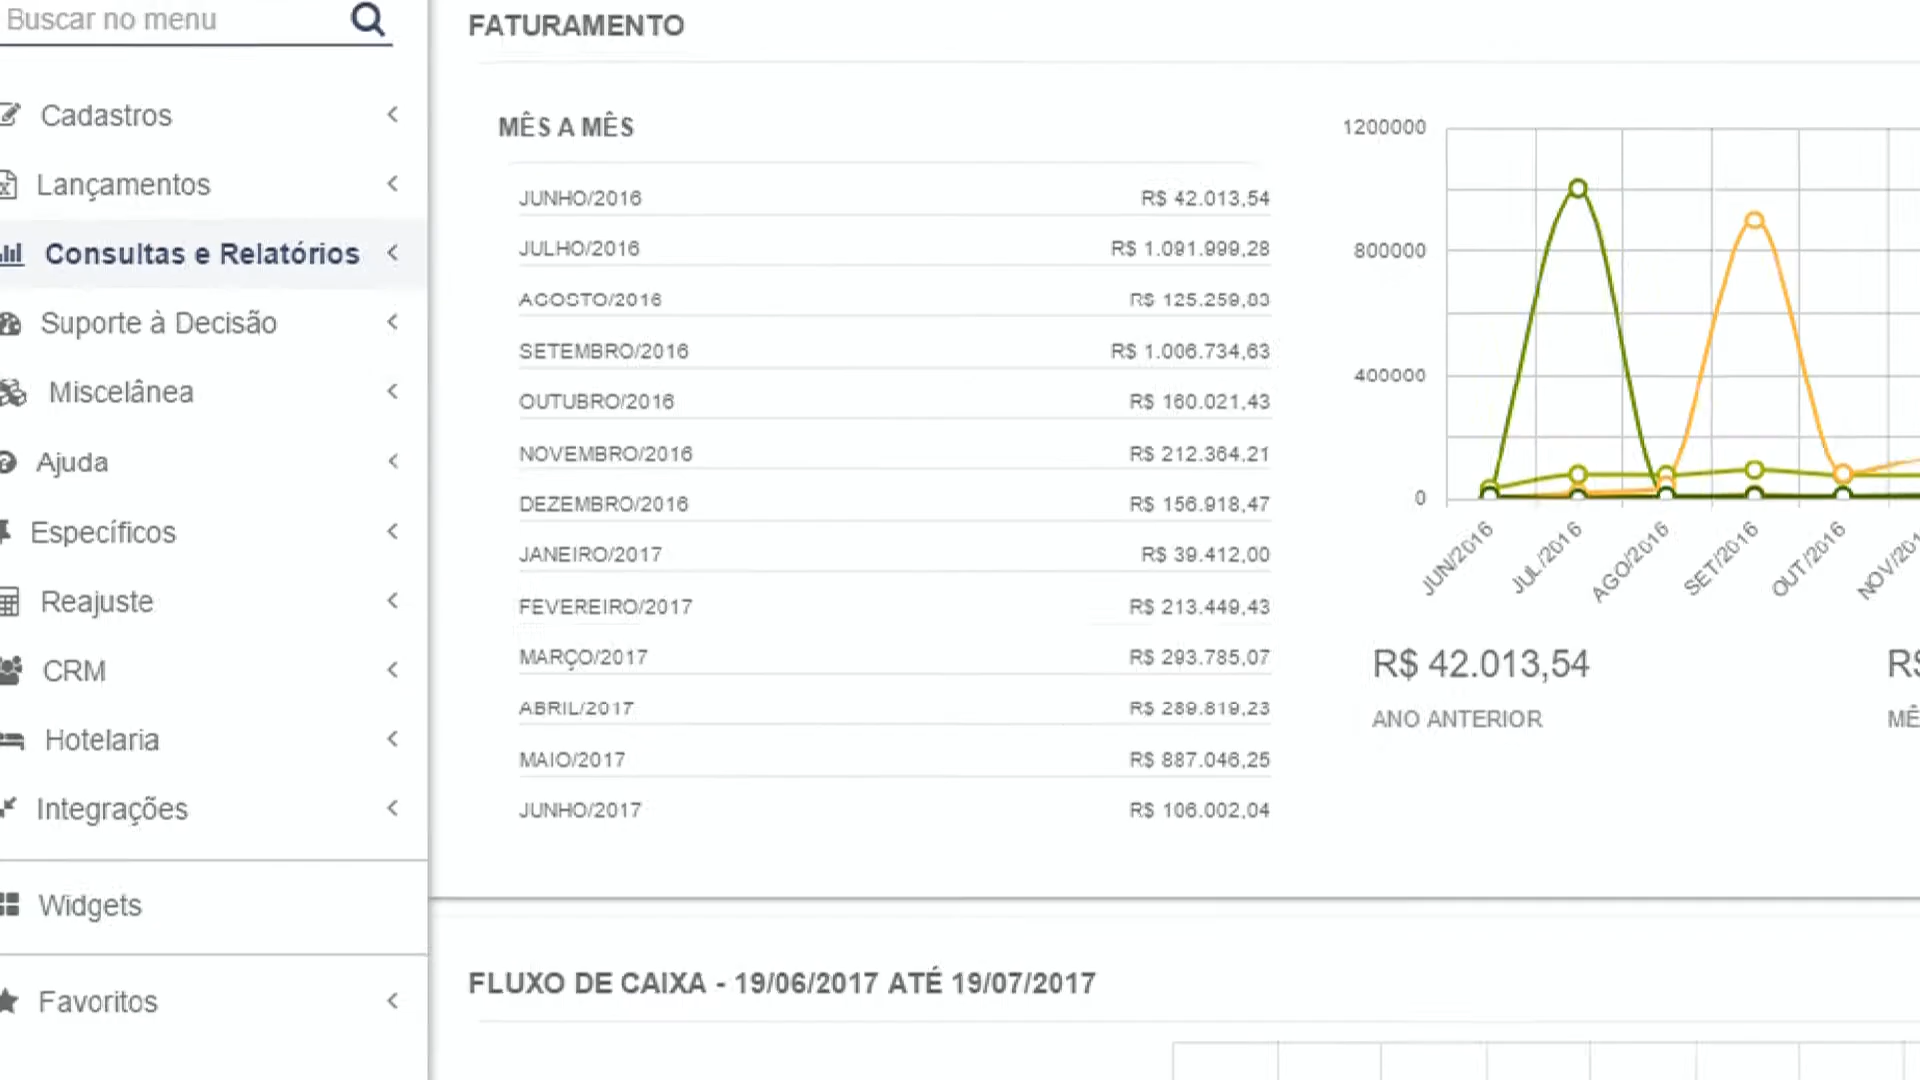 Buscar no menu
Cadastros
Lançamentos
Consultas e Relatórios
Suporte à Decisão
Miscelânea
Ajuda
Específicos
Reajuste
CRM
Hotelaria
Integrações
Widgets
Favoritos
FATURAMENTO
MÊS A MÊS
JUNHO/2016 R$ 42.013,54
JULHO/2016 R$ 1.091.999,28
AGOSTO/2016 R$ 125.259,83
SETEMBRO/2016 R$ 1.006.734,63
OUTUBRO/2016 R$ 160.021,43
NOVEMBRO/2016 R$ 212.364,21
DEZEMBRO/2016 R$ 156.918,47
JANEIRO/2017 R$ 39.412,00
FEVEREIRO/2017 R$ 213.449,43
MARÇO/2017 R$ 293.785,07
ABRIL/2017 R$ 289.819,23
MAIO/2017 R$ 887.046,25
JUNHO/2017 R$ 106.002,04
1200000
800000
400000
0
JUN/2016
JUL/2016
AGO/2016
SET/2016
OUT/2016
NOV/201
R$ 42.013,54
ANO ANTERIOR
R$
MÊ
FLUXO DE CAIXA - 19/06/2017 ATÉ 19/07/2017